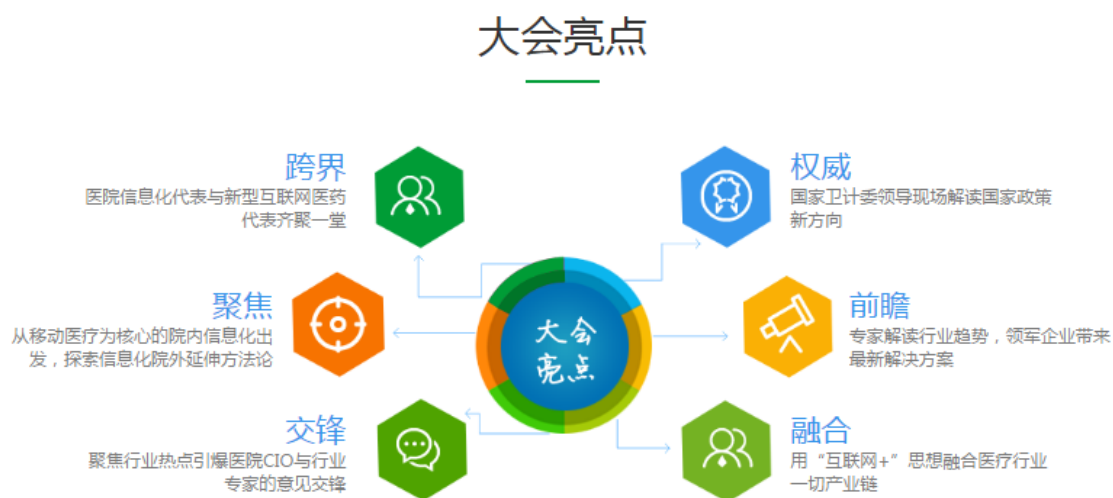 大会亮点
跨界
医院信息化代表与新型互联网医药
代表齐聚一堂
权威
国家卫计委领导现场解读国家政策
新方向
聚焦
从移动医疗为核心的院内信息化出
发，探索信息化院外延伸方法论
大会
亮点
前瞻
专家解读行业趋势，领军企业带来
最新解决方案
交锋
聚焦行业热点引爆医院CIO与行业
专家的意见交锋
融合
用“互联网+”思想融合医疗行业
一切产业链